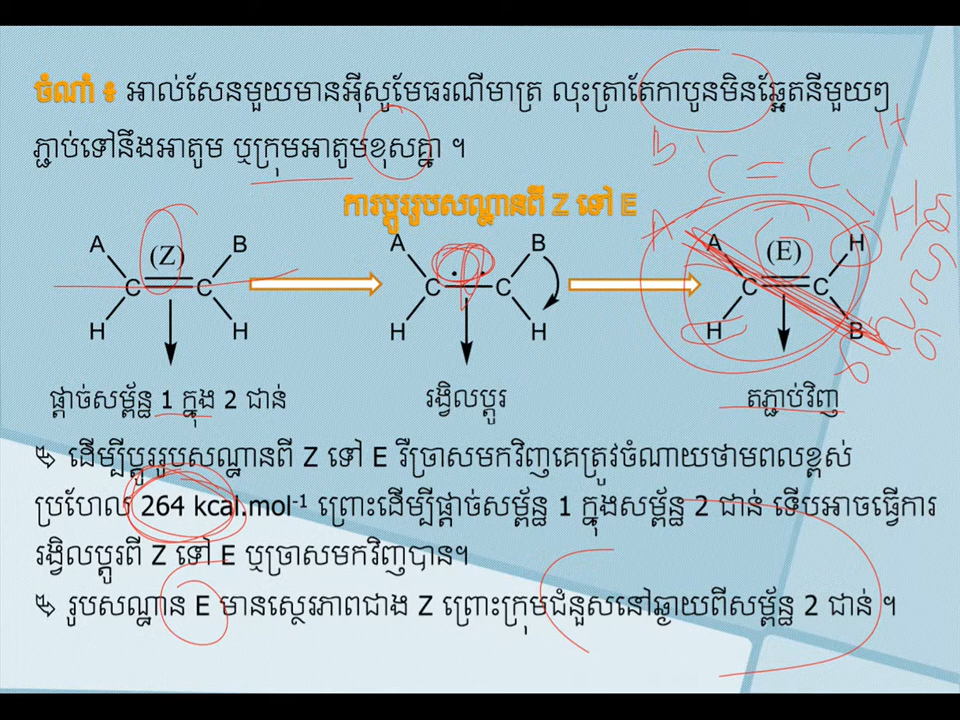 ចំណាំ ៖ អាល់សែនមួយមានអ៊ីសូមែធរណីមាត្រ លុះត្រាតែកាបូនមិនឆ្អែតនីមួយៗ
ភ្ជាប់ទៅនឹងអាតូម ឬក្រុមអាតូមខុសគ្នា ។
B H
C = C
A
ការប្តូររូបសណ្ឋានពី Z ទៅ E
A (Z) B A B A (E) H
C C C C C C
H H H H H B
ផ្តាច់សម្ព័ន្ធ 1 ក្នុង 2 ជាន់ រង្វិលប្តូរ តភ្ជាប់វិញ
ដើម្បីប្តូររូបសណ្ឋានពី Z ទៅ E រឺច្រាសមកវិញគេត្រូវចំណាយថាមពលខ្ពស់
ប្រហែល 264 kcal.mol-1 ព្រោះដើម្បីផ្តាច់សម្ព័ន្ធ 1 ក្នុងសម្ព័ន្ធ 2 ជាន់ ទើបអាចធ្វើការ
រង្វិលប្តូរពី Z ទៅ E ឬច្រាសមកវិញបាន។
រូបសណ្ឋាន E មានស្ថេរភាពជាង Z ព្រោះក្រុមជំនួសនៅឆ្ងាយពីសម្ព័ន្ធ 2 ជាន់ ។